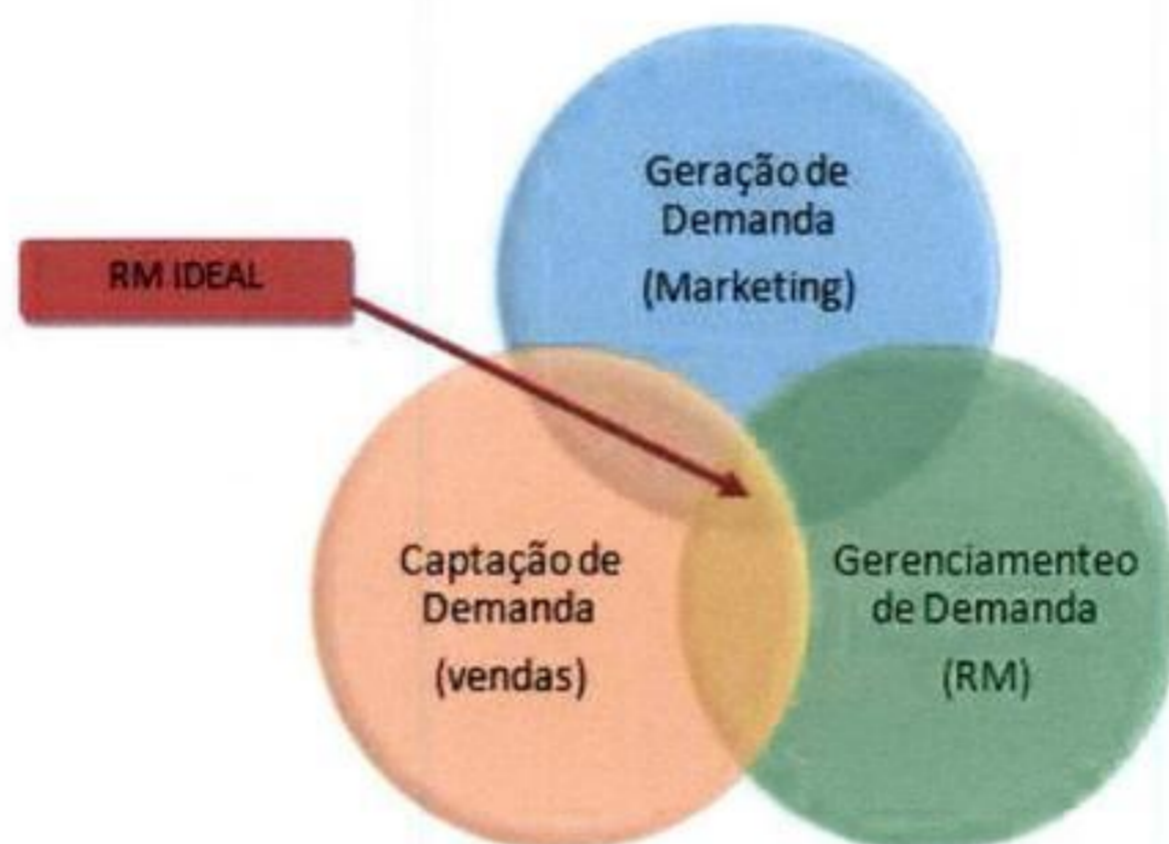 Geração de
Demanda
(Marketing)
RM IDEAL
Captação de
Demanda
(vendas)
Gerenciamenteo
de Demanda
(RM)